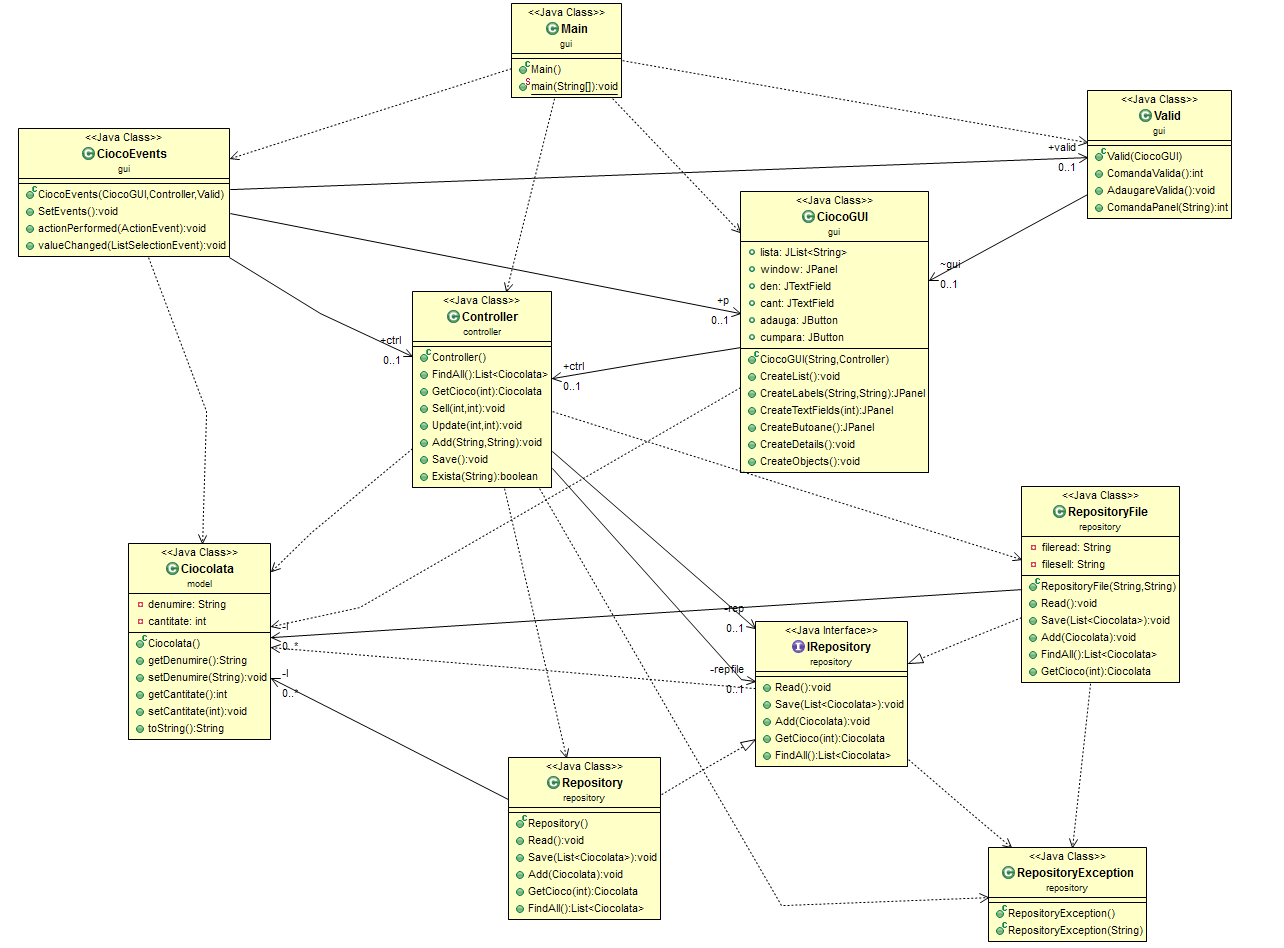 <<Java Class>>
Main
gui
Main()
main(String[]):void
<<Java Class>>
Valid
gui
Valid(CiocoGUI)
ComandaValida():int
AdaugareValida():void
ComandaPanel(String):int
+valid
0..1
<<Java Class>>
CiocoEvents
gui
CiocoEvents(CiocoGUI,Controller,Valid)
SetEvents():void
actionPerformed(ActionEvent):void
valueChanged(ListSelectionEvent):void
<<Java Class>>
CiocoGUI
gui
lista: JList<String>
window: JPanel
den: JTextField
cant: JTextField
adauga: JButton
cumpara: JButton
CiocoGUI(String,Controller)
CreateList():void
CreateLabels(String,String):JPanel
CreateTextFields(int):JPanel
CreateButoane():JPanel
CreateDetails():void
CreateObjects():void
~gui
0..1
+p
0..1
<<Java Class>>
Controller
controller
Controller()
FindAll():List<Ciocolata>
GetCioco(int):Ciocolata
Sell(int,int):void
Update(int,int):void
Add(String,String):void
Save():void
Exista(String):boolean
+ctrl
0..1
+ctrl
0..1
<<Java Class>>
RepositoryFile
repository
fileread: String
filesell: String
RepositoryFile(String,String)
Read():void
Save(List<Ciocolata>):void
Add(Ciocolata):void
FindAll():List<Ciocolata>
GetCioco(int):Ciocolata
<<Java Class>>
Ciocolata
model
denumire: String
cantitate: int
Ciocolata()
getDenumire():String
setDenumire(String):void
getCantitate():int
setCantitate(int):void
toString():String
-l
0..*
-l
0..*
-rep
0..1
-repfile
0..1
<<Java Interface>>
IRepository
repository
Read():void
Save(List<Ciocolata>):void
Add(Ciocolata):void
GetCioco(int):Ciocolata
FindAll():List<Ciocolata>
<<Java Class>>
Repository
repository
Repository()
Read():void
Save(List<Ciocolata>):void
Add(Ciocolata):void
GetCioco(int):Ciocolata
FindAll():List<Ciocolata>
<<Java Class>>
RepositoryException
repository
RepositoryException()
RepositoryException(String)